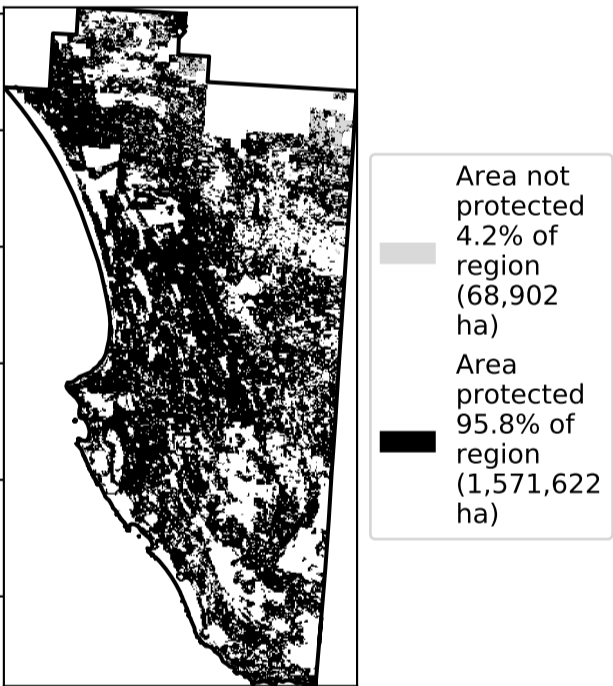 Area not
protected
4.2% of
region
(68,902
ha)
Area
protected
95.8% of
region
(1,571,622
ha)